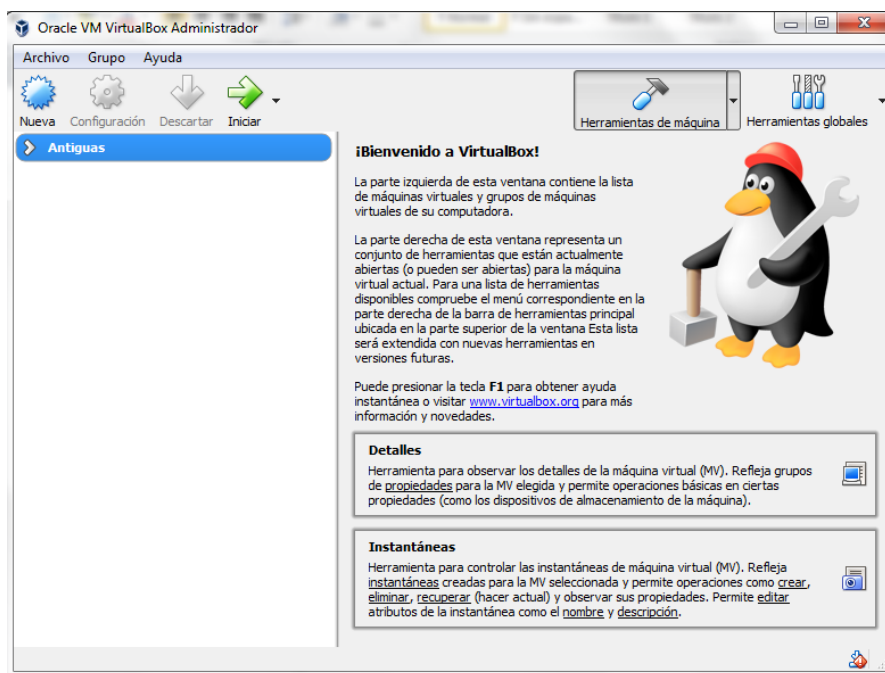 Oracle VM VirtualBox Administrador
Archivo Grupo Ayuda
Nueva Configuración Descartar Iniciar
Herramientas de máquina Herramientas globales
Antiguas
¡Bienvenido a VirtualBox!
La parte izquierda de esta ventana contiene la lista
de máquinas virtuales y grupos de máquinas
virtuales de su computadora.
La parte derecha de esta ventana representa un
conjunto de herramientas que están actualmente
abiertas (o pueden ser abiertas) para la máquina
virtual actual. Para una lista de herramientas
disponibles compruebe el menú correspondiente en la
parte derecha de la barra de herramientas principal
ubicada en la parte superior de la ventana Esta lista
será extendida con nuevas herramientas en
versiones futuras.
Puede presionar la tecla F1 para obtener ayuda
instantánea o visitar www.virtualbox.org para más
información y novedades.
Detalles
Herramienta para observar los detalles de la máquina virtual (MV). Refleja grupos
de propiedades para la MV elegida y permite operaciones básicas en ciertas
propiedades (como los dispositivos de almacenamiento de la máquina).
Instantáneas
Herramienta para controlar las instantáneas de máquina virtual (MV). Refleja
instantáneas creadas para la MV seleccionada y permite operaciones como crear,
eliminar, recuperar (hacer actual) y observar sus propiedades. Permite editar
atributos de la instantánea como el nombre y descripción.